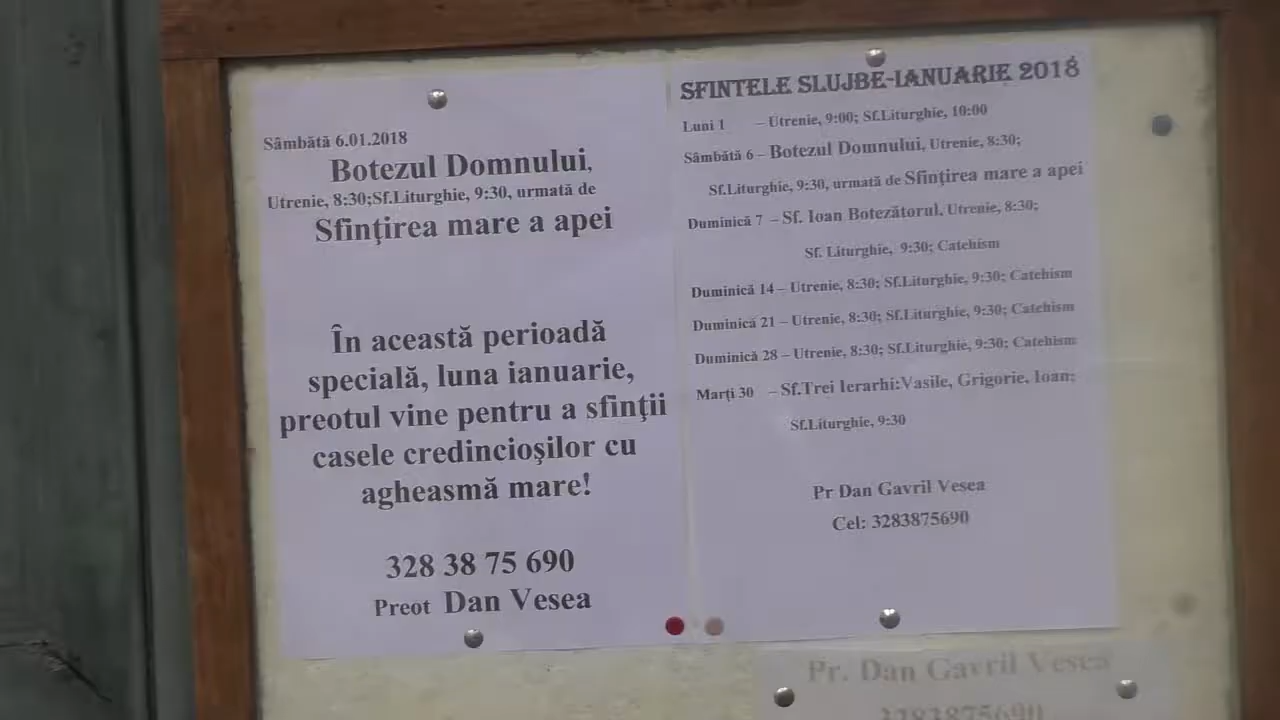 Sâmbătă 6.01.2018
Botezul Domnului,
Utrenie, 8:30;Sf.Liturghie, 9:30, urmată de
Sfinţirea mare a apei
În această perioadă
specială, luna ianuarie,
preotul vine pentru a sfinţii
casele credincioşilor cu
agheasmă mare!
328 38 75 690
Preot Dan Vesea
SFINTELE SLUJBE-IANUARIE 2018
Luni 1 – Utrenie, 9:00; Sf.Liturghie, 10:00
Sâmbătă 6 – Botezul Domnului, Utrenie, 8:30;
Sf.Liturghie, 9:30, urmată de Sfinţirea mare a apei
Duminică 7 – Sf. Ioan Botezătorul, Utrenie, 8:30;
Sf. Liturghie, 9:30; Catehism
Duminică 14 – Utrenie, 8:30; Sf.Liturghie, 9:30; Catehism
Duminică 21 – Utrenie, 8:30; Sf.Liturghie, 9:30; Catehism
Duminică 28 – Utrenie, 8:30; Sf.Liturghie, 9:30; Catehism
Marţi 30 – Sf.Trei Ierarhi:Vasile, Grigorie, Ioan;
Sf.Liturghie, 9:30
Pr Dan Gavril Vesea
Cel: 3283875690
Pr. Dan Gavril Vesea
3283875690